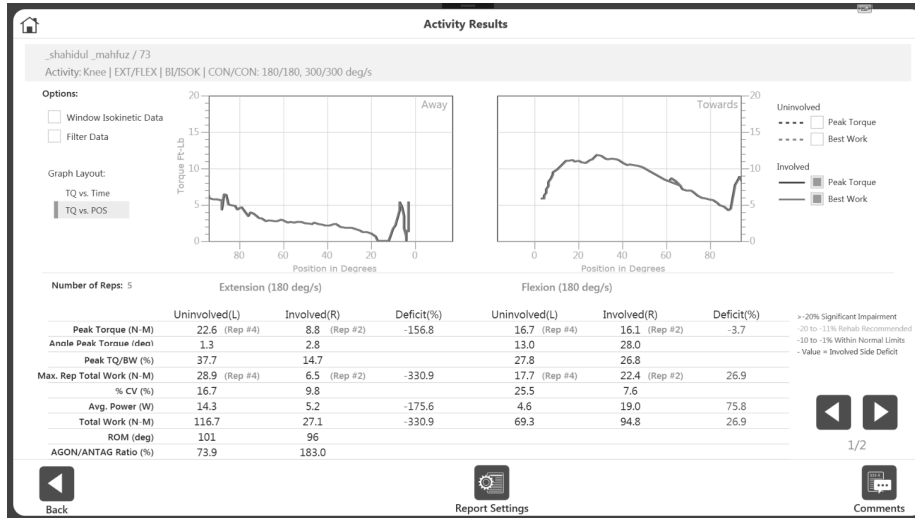 Activity Results
_shahidul _mahfuz / 73
Activity: Knee | EXT/FLEX | BI/ISOK | CON/CON: 180/180, 300/300 deg/s
Options:
Window Isokinetic Data
Filter Data
Graph Layout:
TQ vs. Time
TQ vs. POS
Away
Torque Ft-Lb
20
15
10
5
0
80 60 40 20 0
Position in Degrees
Towards
20
15
10
5
0
0 20 40 60 80
Position in Degrees
Uninvolved
Peak Torque
Best Work
Involved
Peak Torque
Best Work
Number of Reps: 5
Extension (180 deg/s) Flexion (180 deg/s)
Uninvolved(L) Involved(R) Deficit(%) Uninvolved(L) Involved(R) Deficit(%)
Peak Torque (N-M) 22.6 (Rep #4) 8.8 (Rep #2) -156.8 16.7 (Rep #4) 16.1 (Rep #2) -3.7
Angle Peak Torque (deg) 1.3 2.8 13.0 28.0
Peak TQ/BW (%) 37.7 14.7 27.8 26.8
Max. Rep Total Work (N-M) 28.9 (Rep #4) 6.5 (Rep #2) -330.9 17.7 (Rep #4) 22.4 (Rep #2) 26.9
% CV (%) 16.7 9.8 25.5 7.6
Avg. Power (W) 14.3 5.2 -175.6 4.6 19.0 75.8
Total Work (N-M) 116.7 27.1 -330.9 69.3 94.8 26.9
ROM (deg) 101 96
AGON/ANTAG Ratio (%) 73.9 183.0
>-20% Significant Impairment
-20 to -11% Rehab Recommended
-10 to -1% Within Normal Limits
- Value = Involved Side Deficit
1/2
Back
Report Settings
Comments